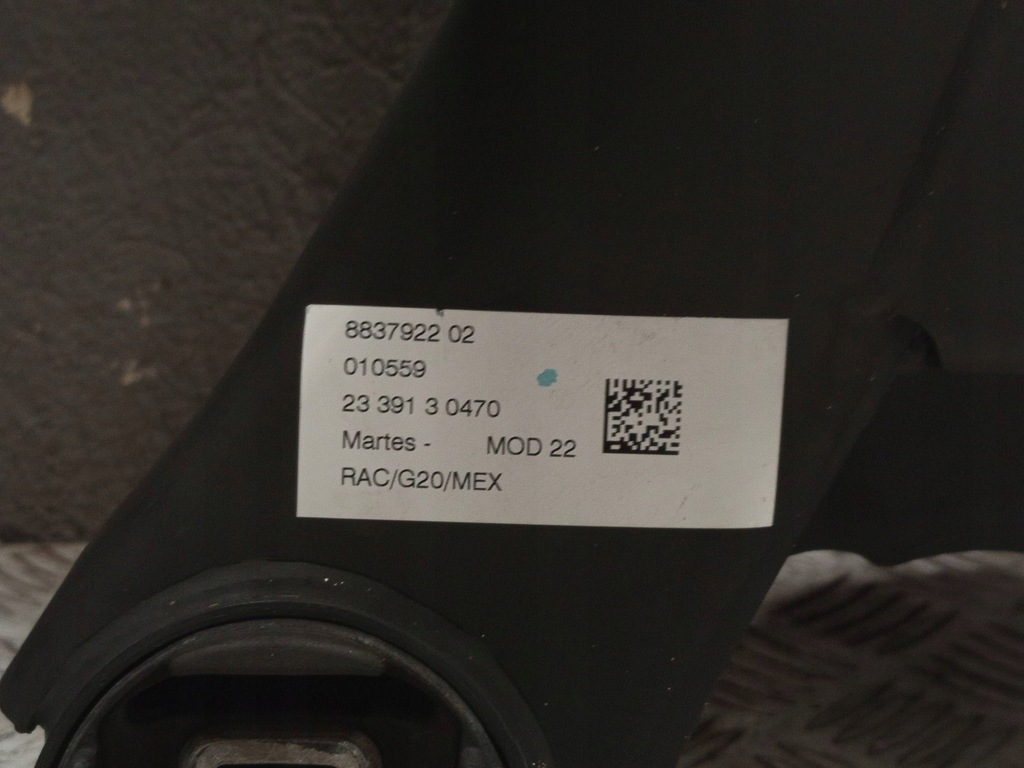 8837922 02
010559
23 391 3 0470
Martes - MOD 22
RAC/G20/MEX